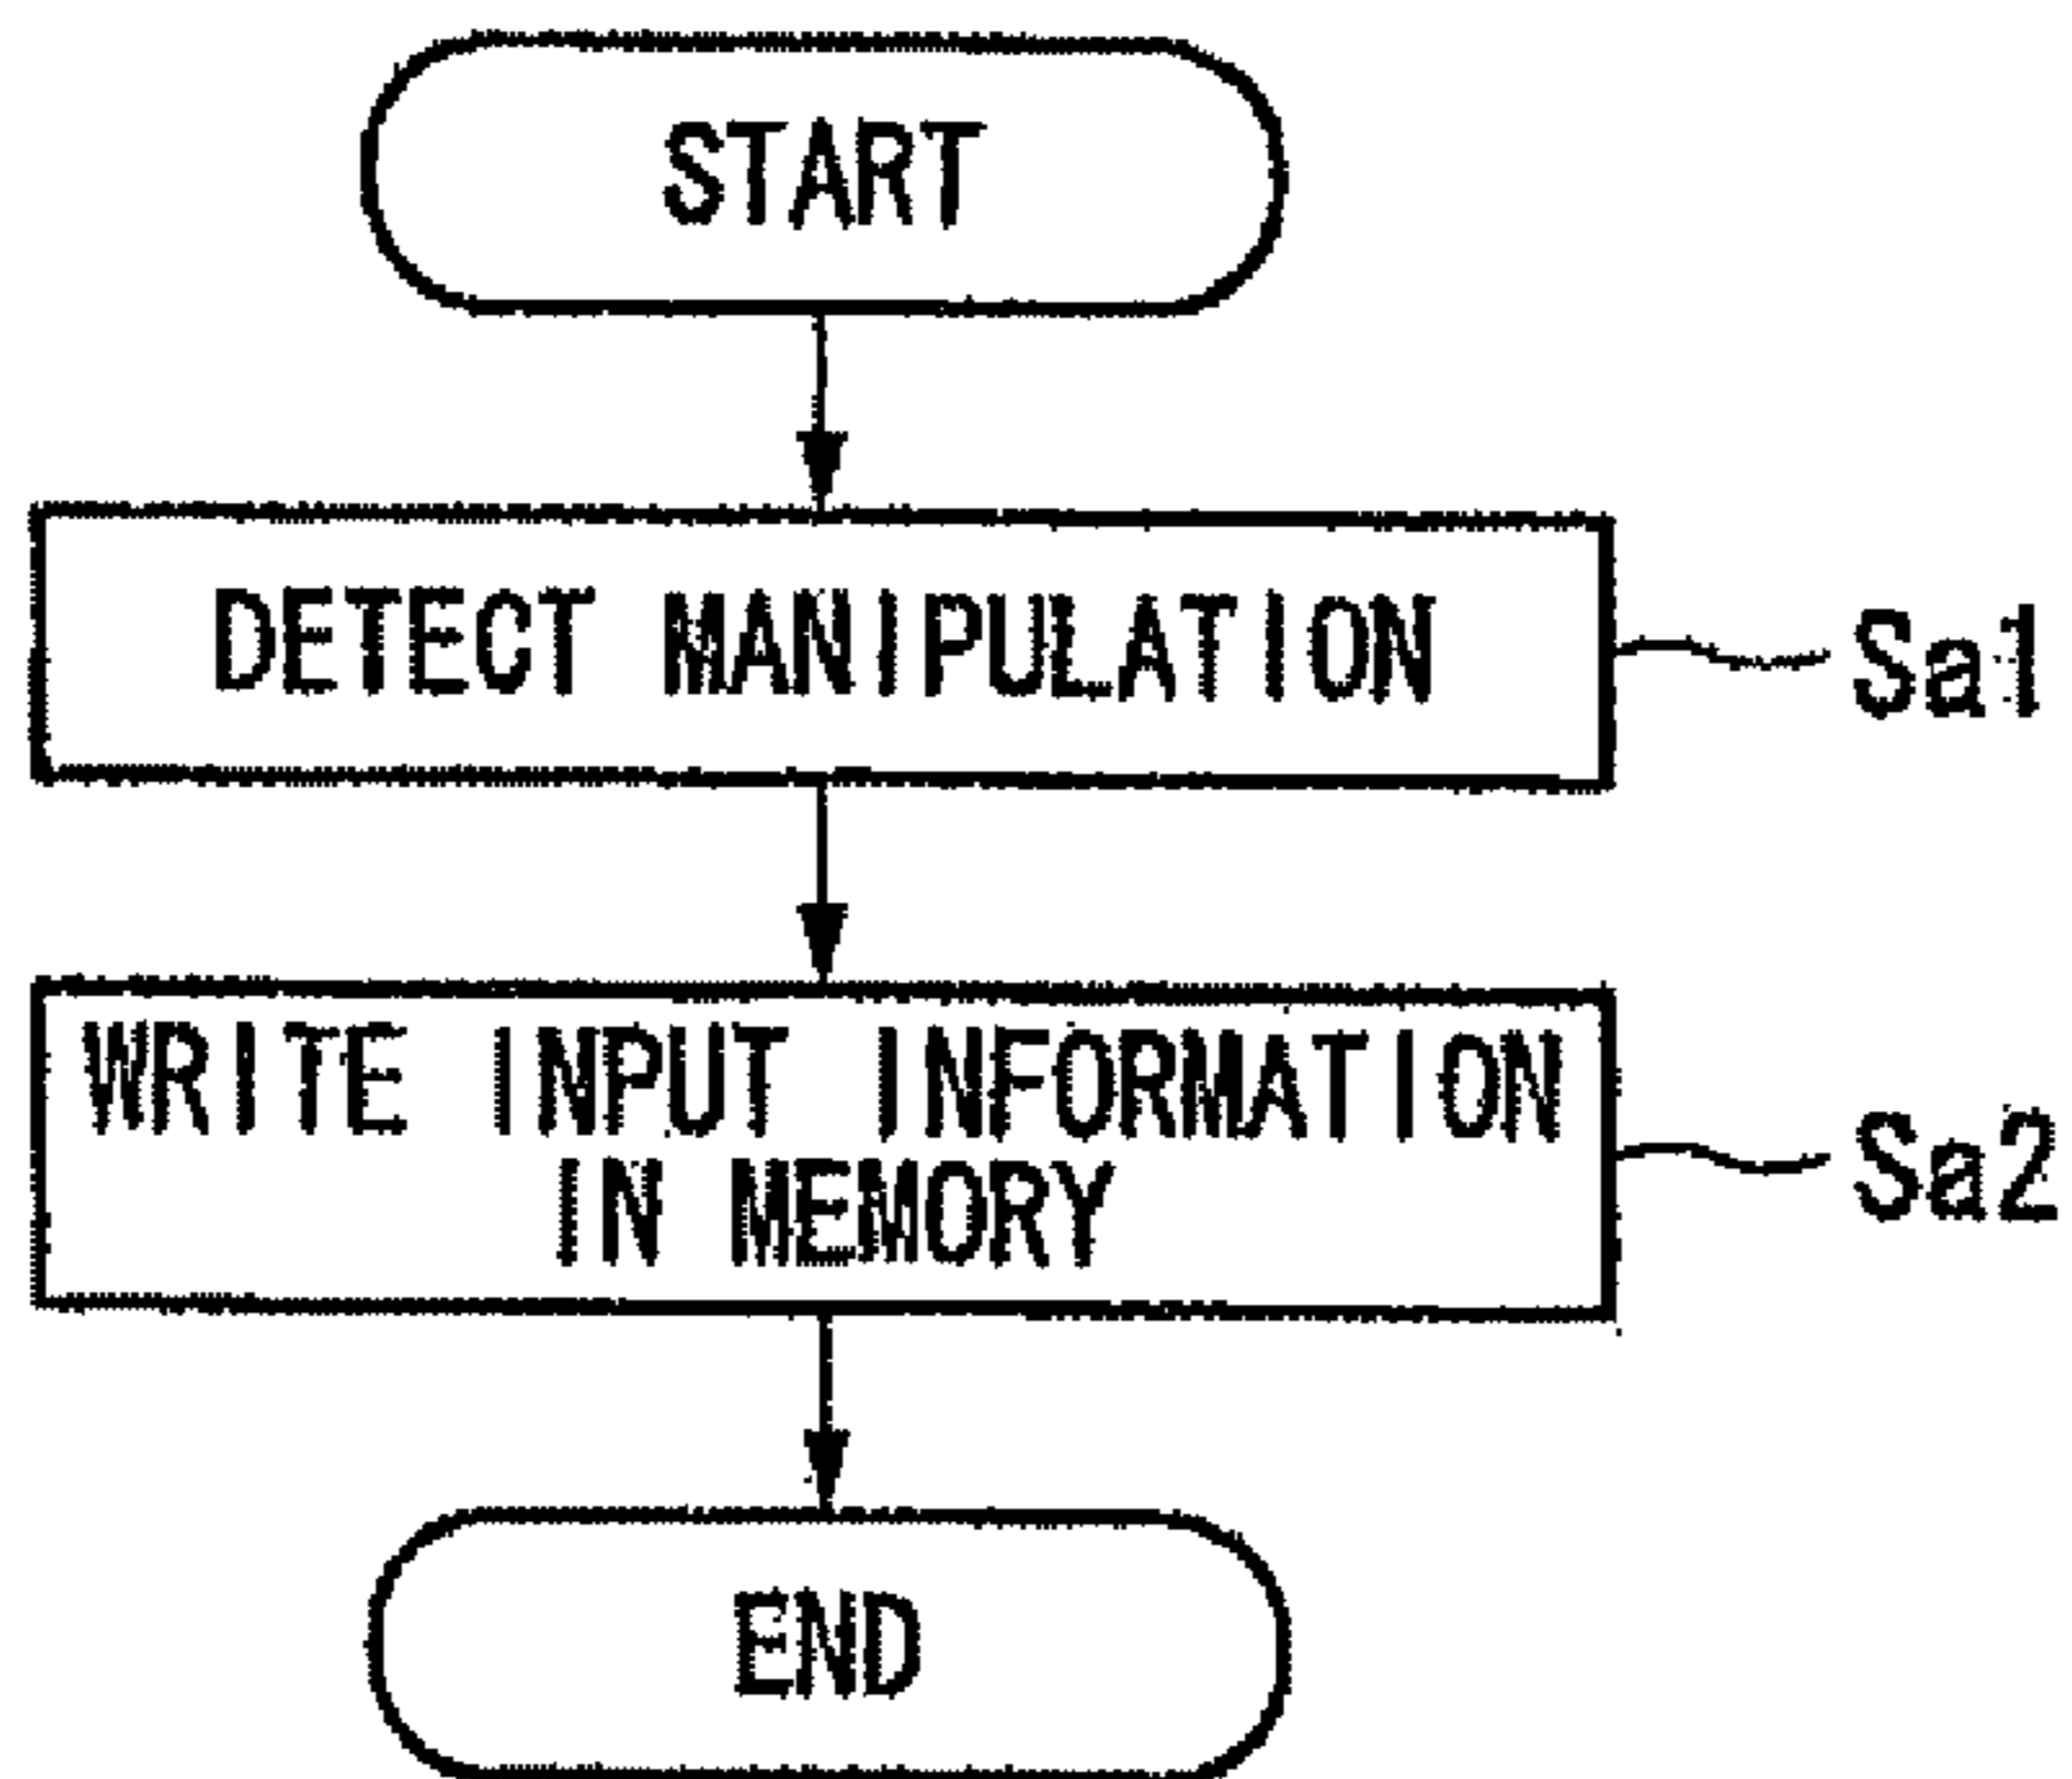 START
DETECT MANIPULATION
Sa1
WRITE INPUT INFORMATION
IN MEMORY
Sa2
END